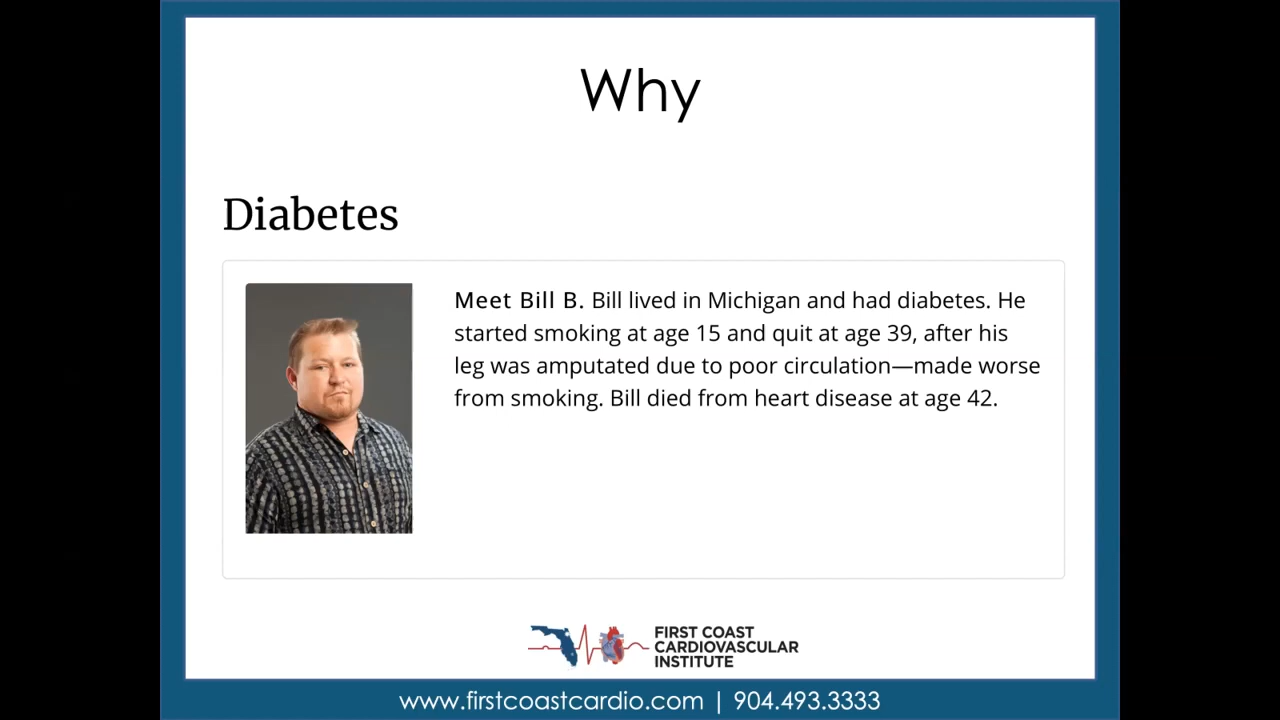 Why
Diabetes
Meet Bill B. Bill lived in Michigan and had diabetes. He
started smoking at age 15 and quit at age 39, after his
leg was amputated due to poor circulation—made worse
from smoking. Bill died from heart disease at age 42.
FIRST COAST
CARDIOVASCULAR
INSTITUTE
www.firstcoastcardio.com | 904.493.3333